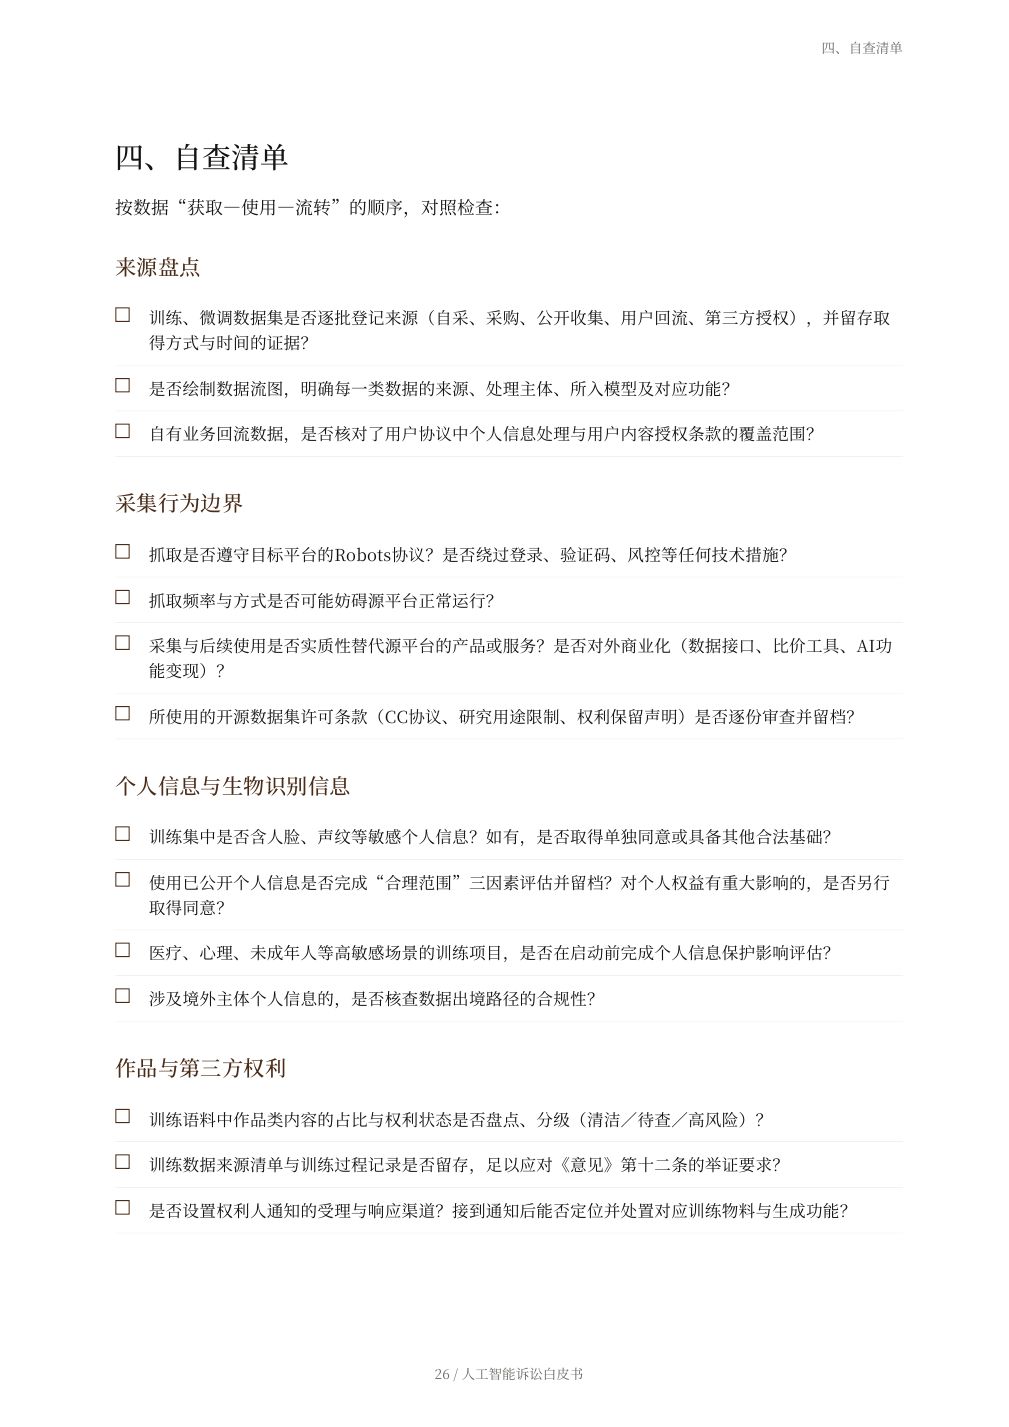 四、自查清单
四、自查清单
按数据“获取—使用—流转”的顺序，对照检查：
来源盘点
□ 训练、微调数据集是否逐批登记来源（自采、采购、公开收集、用户回流、第三方授权），并留存取
得方式与时间的证据？
□ 是否绘制数据流图，明确每一类数据的来源、处理主体、所入模型及对应功能？
□ 自有业务回流数据，是否核对了用户协议中个人信息处理与用户内容授权条款的覆盖范围？
采集行为边界
□ 抓取是否遵守目标平台的Robots协议？是否绕过登录、验证码、风控等任何技术措施？
□ 抓取频率与方式是否可能妨碍源平台正常运行？
□ 采集与后续使用是否实质性替代源平台的产品或服务？是否对外商业化（数据接口、比价工具、AI功
能变现）？
□ 所使用的开源数据集许可条款（CC协议、研究用途限制、权利保留声明）是否逐份审查并留档？
个人信息与生物识别信息
□ 训练集中是否含人脸、声纹等敏感个人信息？如有，是否取得单独同意或具备其他合法基础？
□ 使用已公开个人信息是否完成“合理范围”三因素评估并留档？对个人权益有重大影响的，是否另行
取得同意？
□ 医疗、心理、未成年人等高敏感场景的训练项目，是否在启动前完成个人信息保护影响评估？
□ 涉及境外主体个人信息的，是否核查数据出境路径的合规性？
作品与第三方权利
□ 训练语料中作品类内容的占比与权利状态是否盘点、分级（清洁／待查／高风险）？
□ 训练数据来源清单与训练过程记录是否留存，足以应对《意见》第十二条的举证要求？
□ 是否设置权利人通知的受理与响应渠道？接到通知后能否定位并处置对应训练物料与生成功能？
26 / 人工智能诉讼白皮书